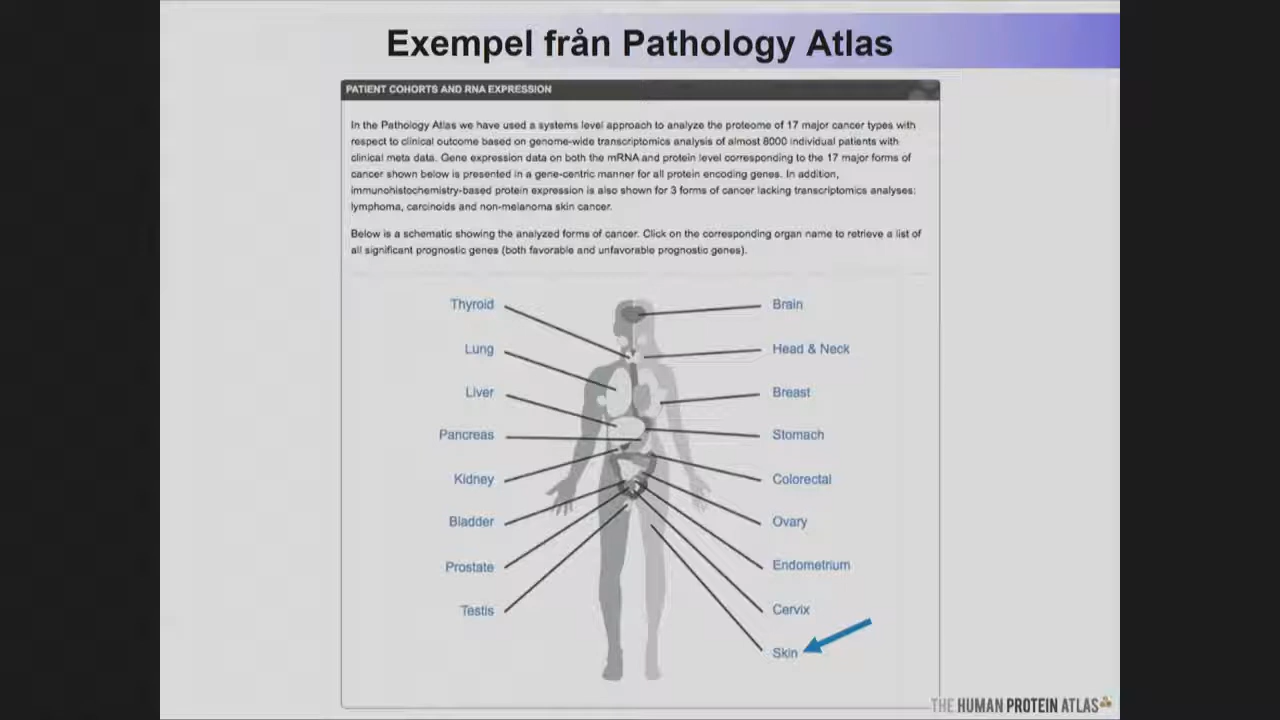 Exempel från Pathology Atlas
PATIENT COHORTS AND RNA EXPRESSION
In the Pathology Atlas we have used a systems level approach to analyze the proteome of 17 major cancer types with
respect to clinical outcome based on genome-wide transcriptomics analysis of almost 8000 individual patients with
clinical meta data. Gene expression data on both the mRNA and protein level corresponding to the 17 major forms of
cancer shown below is presented in a gene-centric manner for all protein encoding genes. In addition,
immunohistochemistry-based protein expression is also shown for 3 forms of cancer lacking transcriptomics analyses:
lymphoma, carcinoids and non-melanoma skin cancer.
Below is a schematic showing the analyzed forms of cancer. Click on the corresponding organ name to retrieve a list of
all significant prognostic genes (both favorable and unfavorable prognostic genes).
Thyroid
Lung
Liver
Pancreas
Kidney
Bladder
Prostate
Testis
Brain
Head & Neck
Breast
Stomach
Colorectal
Ovary
Endometrium
Cervix
Skin
THE HUMAN PROTEIN ATLAS